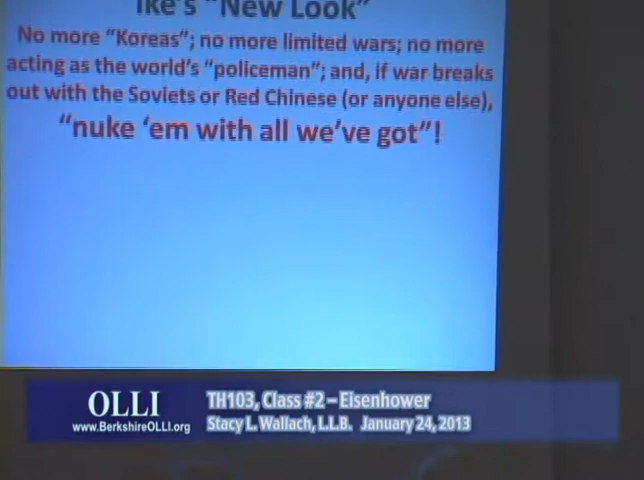 Ike's "New Look"
No more "Koreas"; no more limited wars; no more
acting as the world's "policeman"; and, if war breaks
out with the Soviets or Red Chinese (or anyone else),
"nuke 'em with all we've got"!
OLLI
www.BerkshireOLLI.org
TH103, Class #2 – Eisenhower
Stacy L. Wallach, L.L.B. January 24, 2013